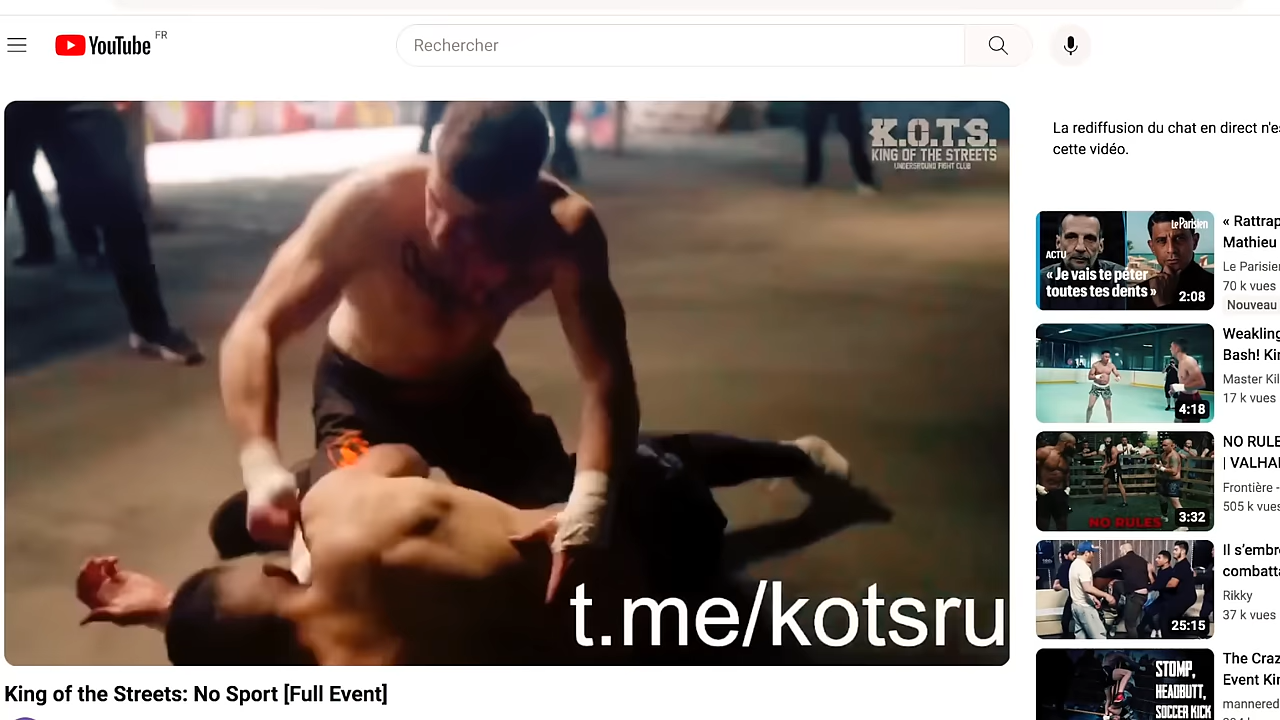 YouTube FR
Rechercher
K.O.T.S.
KING OF THE STREETS
UNDERGROUND FIGHT CLUB
t.me/kotsru
King of the Streets: No Sport [Full Event]
La rediffusion du chat en direct n'e
cette vidéo.
Le Parisien
ACTU
« Je vais te péter
toutes tes dents »
2:08
« Rattrap
Mathieu
Le Parisie
70 k vues
Nouveau
4:18
Weakling
Bash! Ki
Master Kil
17 k vues
NO RULES
3:32
NO RULE
| VALHA
Frontière -
505 k vues
25:15
Il s'embr
combatt
Rikky
37 k vues
STOMP,
HEADBUTT,
SOCCER KICK
The Craz
Event Kin
mannered